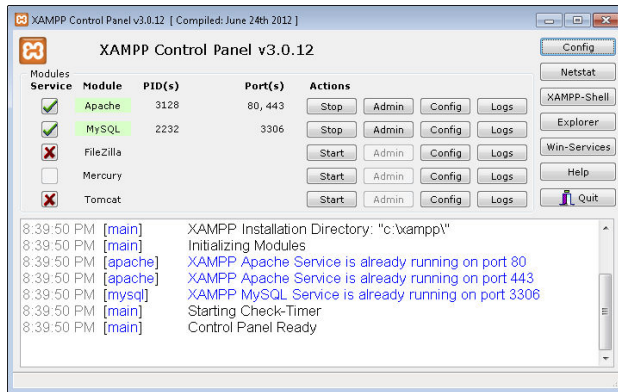 XAMPP Control Panel v3.0.12 [ Compiled: June 24th 2012 ]
XAMPP Control Panel v3.0.12
Config
Modules
Netstat
Service Module PID(s) Port(s) Actions
XAMPP-Shell
Apache 3128 80, 443 Stop Admin Config Logs
Explorer
MySQL 2232 3306 Stop Admin Config Logs
Win-Services
FileZilla Start Admin Config Logs
Help
Mercury Start Admin Config Logs
Quit
Tomcat Start Admin Config Logs
8:39:50 PM [main] XAMPP Installation Directory: "c:\xampp\"
8:39:50 PM [main] Initializing Modules
8:39:50 PM [apache] XAMPP Apache Service is already running on port 80
8:39:50 PM [apache] XAMPP Apache Service is already running on port 443
8:39:50 PM [mysql] XAMPP MySQL Service is already running on port 3306
8:39:50 PM [main] Starting Check-Timer
8:39:50 PM [main] Control Panel Ready